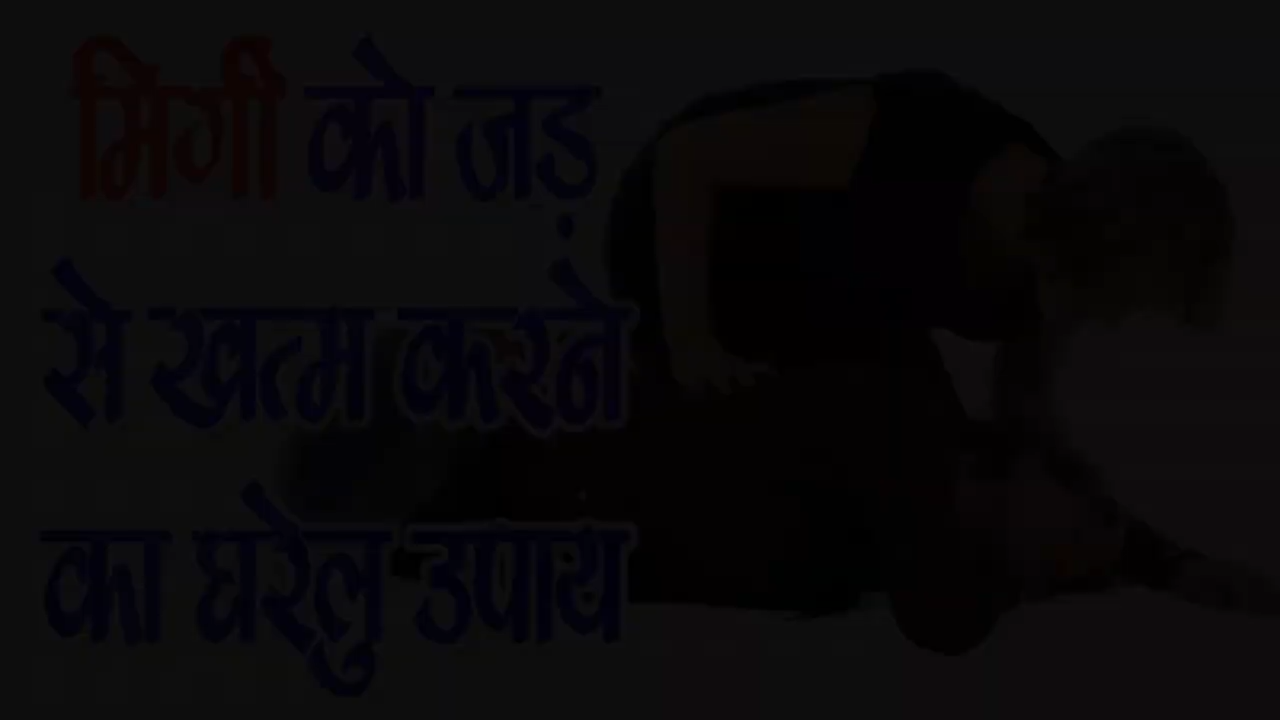 मिर्गी को जड़
से खत्म करने
का घरेलु उपाय